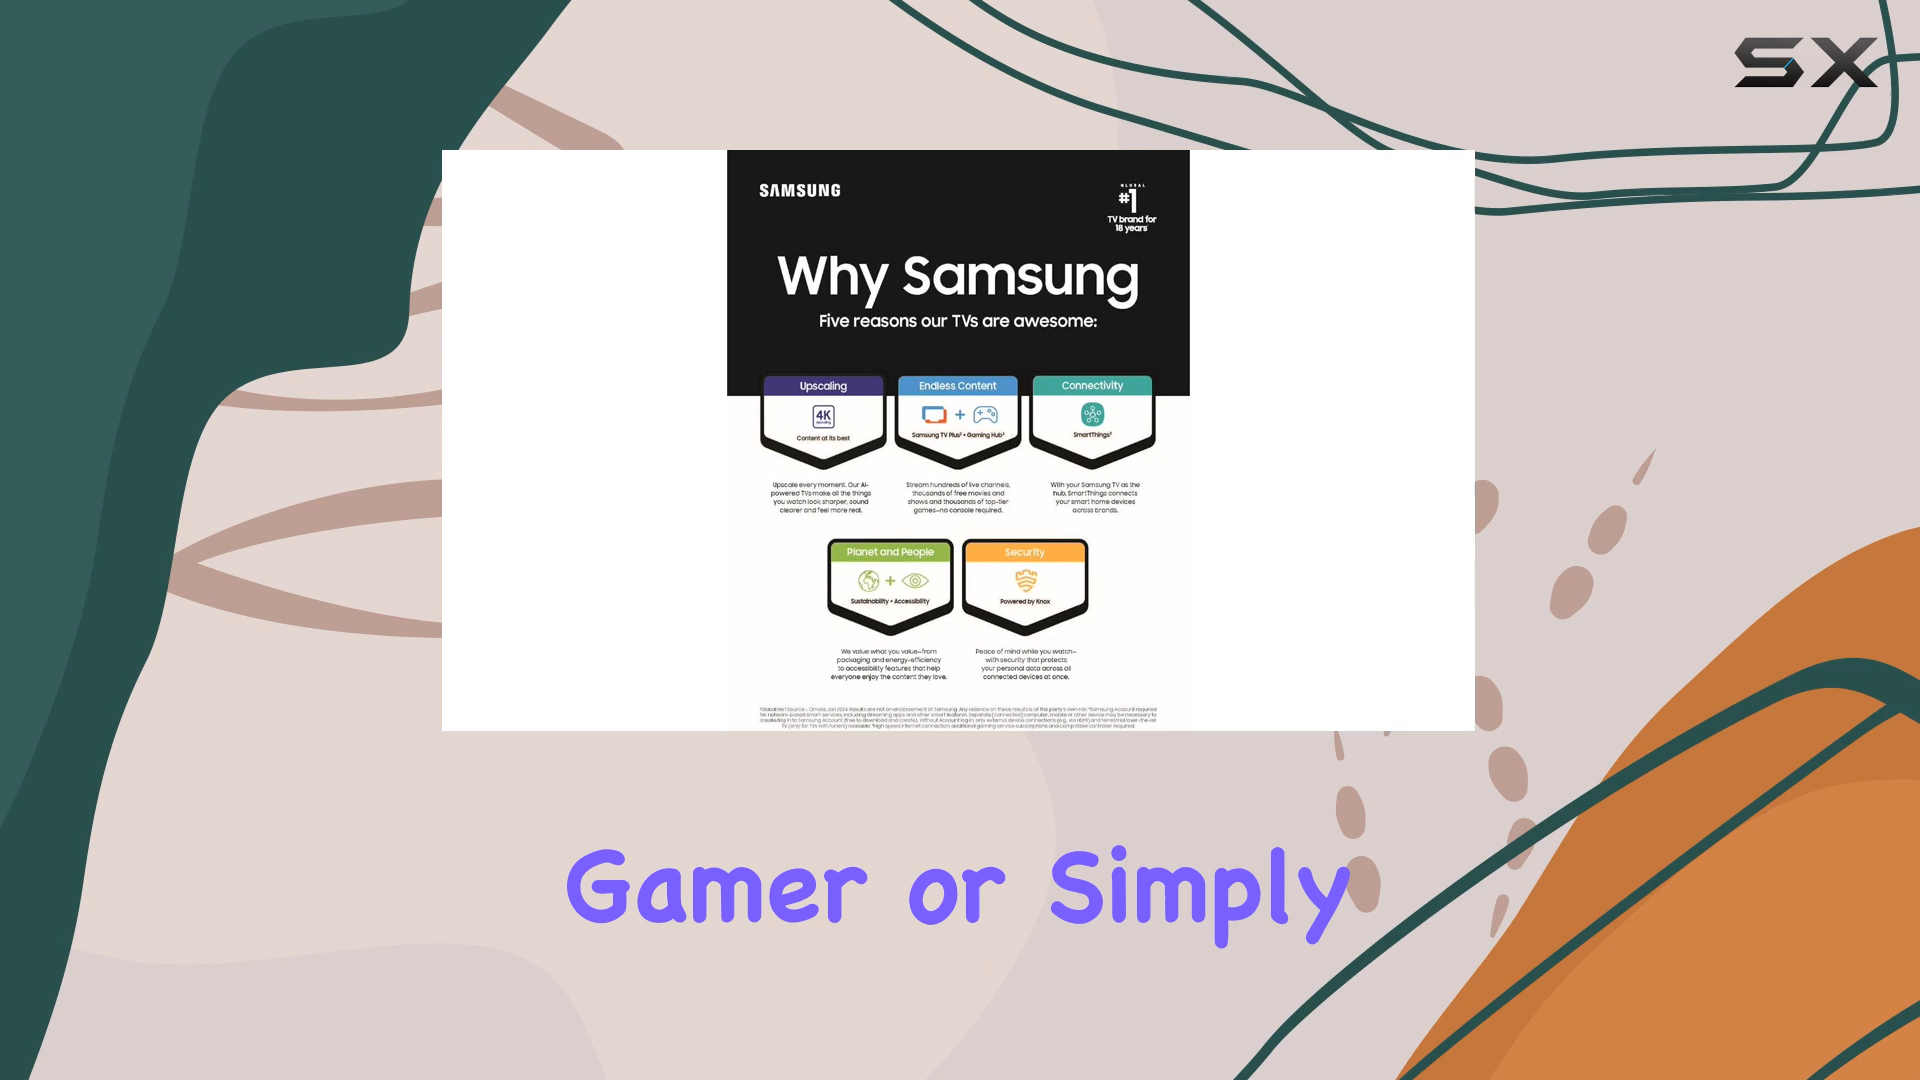 SX
SAMSUNG
GLOBAL
#1
TV brand for
18 years
Why Samsung
Five reasons our TVs are awesome:
Upscaling
4K
Content at its best
Upscale every moment. Our AI-
powered TVs make all the things
you watch look sharper, sound
clearer and feel more real.
Endless Content
Samsung TV Plus² • Gaming Hub³
Stream hundreds of live channels,
thousands of free movies and
shows and thousands of top-tier
games—no console required.
Connectivity
SmartThings²
With your Samsung TV as the
hub, SmartThings connects
your smart home devices
across brands.
Planet and People
Sustainability • Accessibility
We value what you value—from
packaging and energy-efficiency
to accessibility features that help
everyone enjoy the content they love.
Security
Powered by Knox
Peace of mind while you watch—
with security that protects
your personal data across all
connected devices at once.
Gamer or Simply